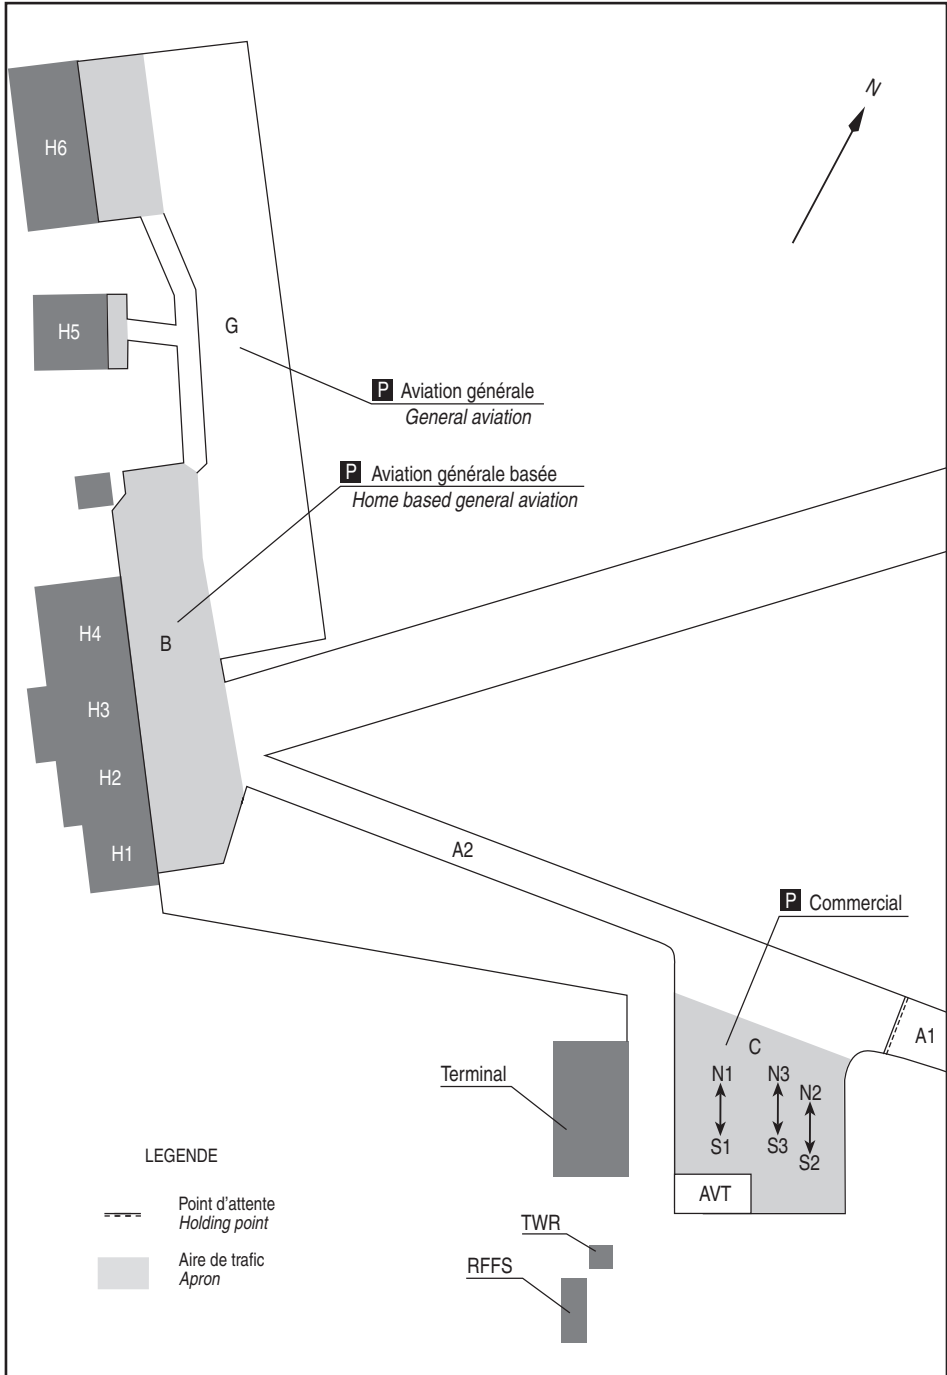 N
H6
H5
G
P Aviation générale
General aviation
P Aviation générale basée
Home based general aviation
H4
B
H3
H2
H1
A2
P Commercial
A1
C
N1
N3
N2
S1
S3
S2
AVT
Terminal
TWR
RFFS
LEGENDE
Point d'attente
Holding point
Aire de trafic
Apron